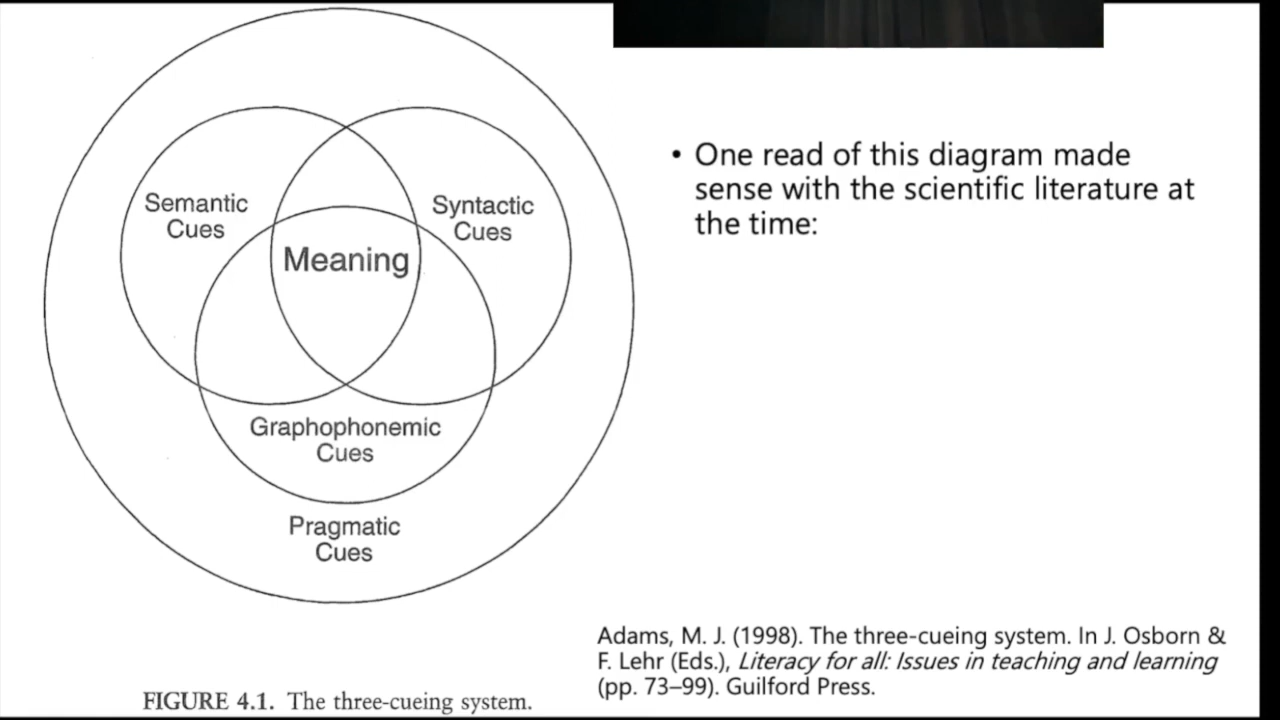 Semantic
Cues
Syntactic
Cues
Meaning
Graphophonemic
Cues
Pragmatic
Cues
FIGURE 4.1. The three-cueing system.
• One read of this diagram made
sense with the scientific literature at
the time:
Adams, M. J. (1998). The three-cueing system. In J. Osborn &
F. Lehr (Eds.), Literacy for all: Issues in teaching and learning
(pp. 73–99). Guilford Press.